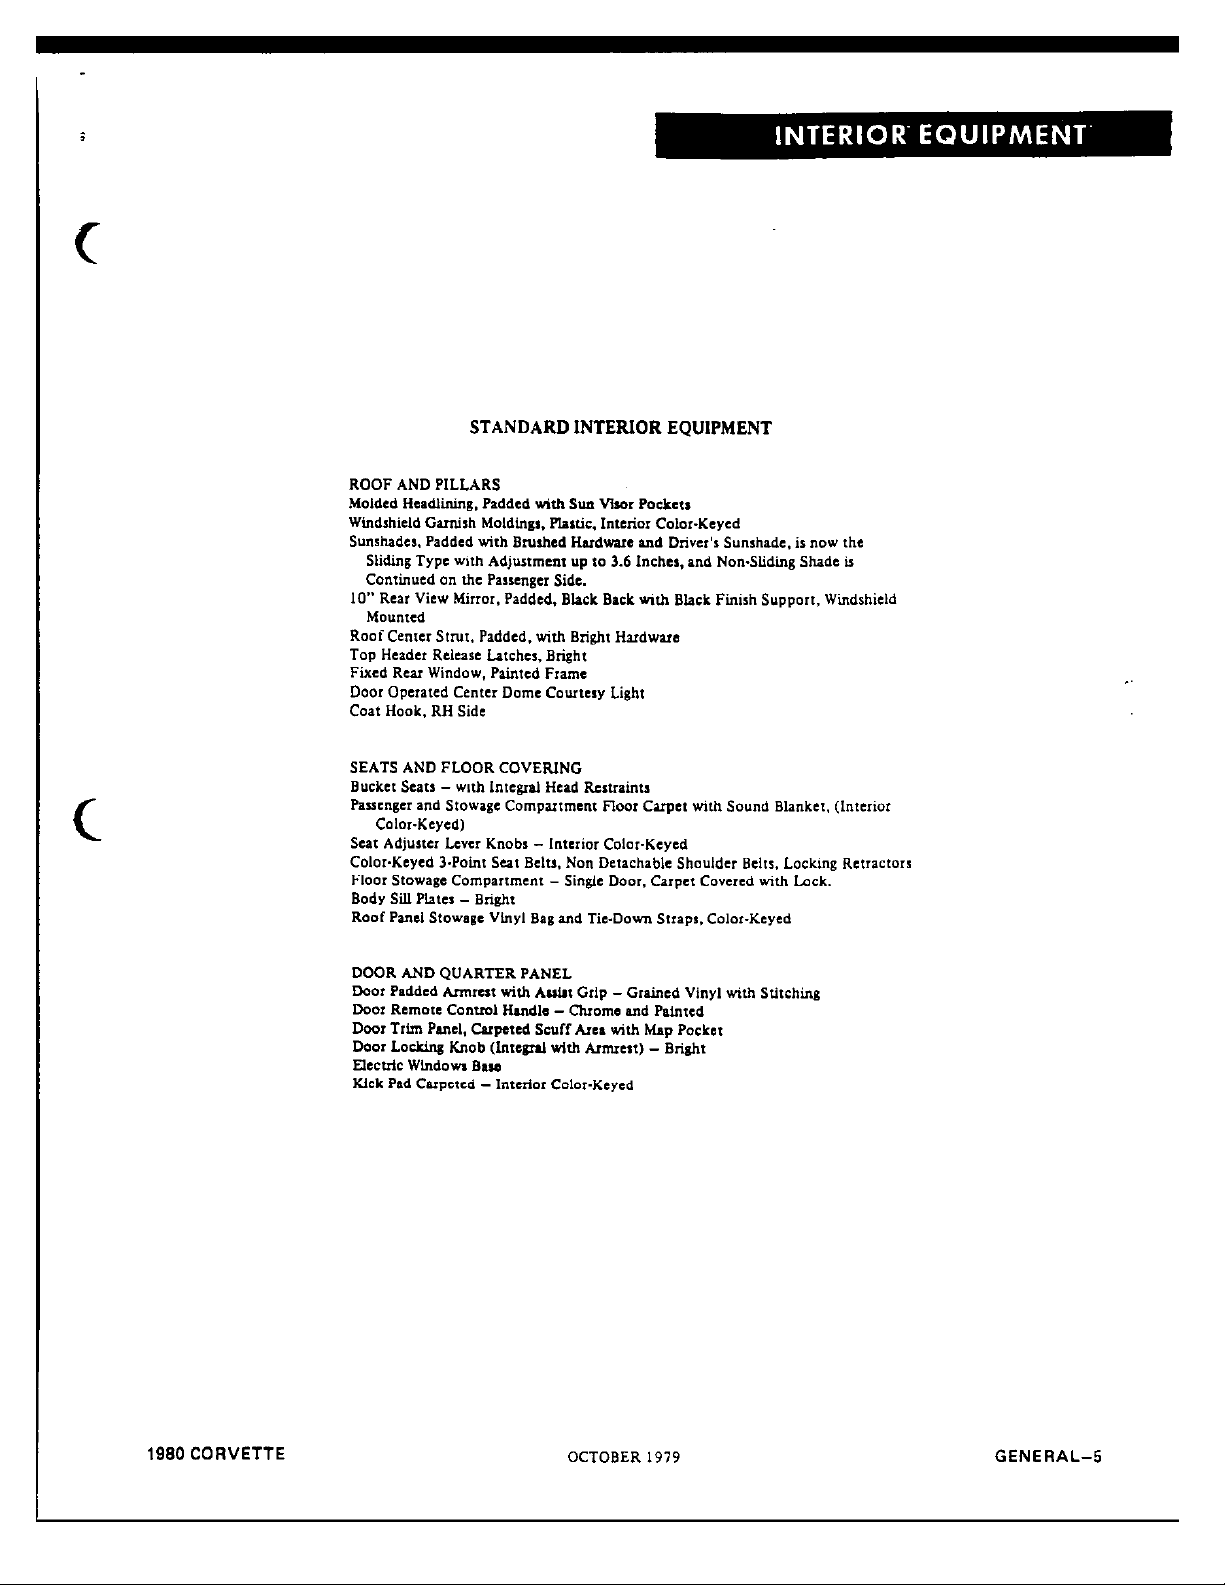 INTERIOR EQUIPMENT
STANDARD INTERIOR EQUIPMENT
ROOF AND PILLARS
Molded Headlining, Padded with Sun Visor Pockets
Windshield Garnish Moldings, Plastic, Interior Color-Keyed
Sunshades, Padded with Brushed Hardware and Driver's Sunshade, is now the
Sliding Type with Adjustment up to 3.6 Inches, and Non-Sliding Shade is
Continued on the Passenger Side.
10" Rear View Mirror, Padded, Black Back with Black Finish Support, Windshield
Mounted
Roof Center Strut, Padded, with Bright Hardware
Top Header Release Latches, Bright
Fixed Rear Window, Painted Frame
Door Operated Center Dome Courtesy Light
Coat Hook, RH Side
SEATS AND FLOOR COVERING
Bucket Seats – with Integral Head Restraints
Passenger and Stowage Compartment Floor Carpet with Sound Blanket, (Interior
Color-Keyed)
Seat Adjuster Lever Knobs – Interior Color-Keyed
Color-Keyed 3-Point Seat Belts, Non Detachable Shoulder Belts, Locking Retractors
Floor Stowage Compartment – Single Door, Carpet Covered with Lock.
Body Sill Plates – Bright
Roof Panel Stowage Vinyl Bag and Tie-Down Straps, Color-Keyed
DOOR AND QUARTER PANEL
Door Padded Armrest with Assist Grip – Grained Vinyl with Stitching
Door Remote Control Handle – Chrome and Painted
Door Trim Panel, Carpeted Scuff Area with Map Pocket
Door Locking Knob (Integral with Armrest) – Bright
Electric Windows Base
Kick Pad Carpeted – Interior Color-Keyed
1980 CORVETTE
OCTOBER 1979
GENERAL–5